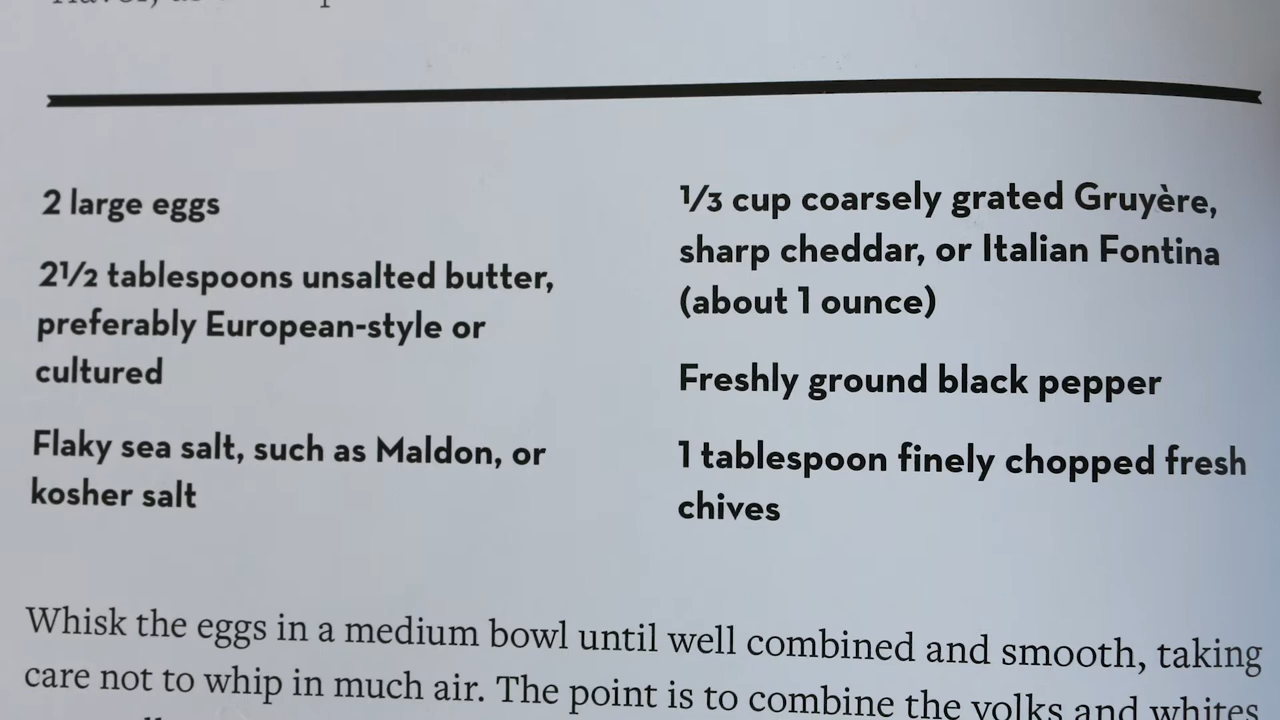 2 large eggs
2½ tablespoons unsalted butter,
preferably European-style or
cultured
Flaky sea salt, such as Maldon, or
kosher salt
⅓ cup coarsely grated Gruyère,
sharp cheddar, or Italian Fontina
(about 1 ounce)
Freshly ground black pepper
1 tablespoon finely chopped fresh
chives
Whisk the eggs in a medium bowl until well combined and smooth, taking
care not to whip in much air. The point is to combine the yolks and whites